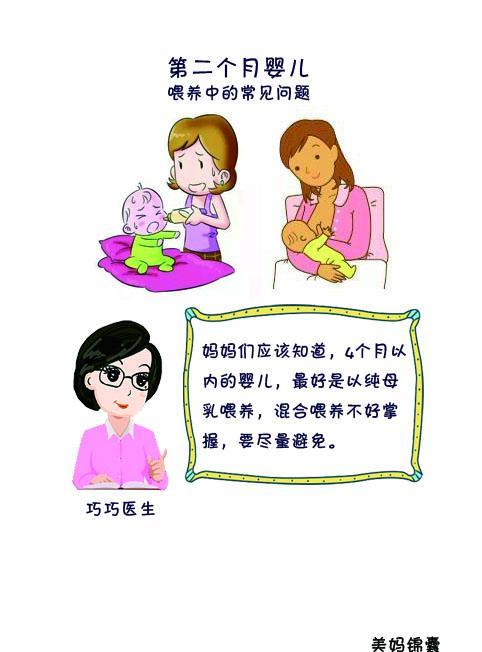 第二个月婴儿
喂养中的常见问题
妈妈们应该知道，4个月以
内的婴儿，最好是以纯母
乳喂养，混合喂养不好掌
握，要尽量避免。
巧巧医生
美妈锦囊